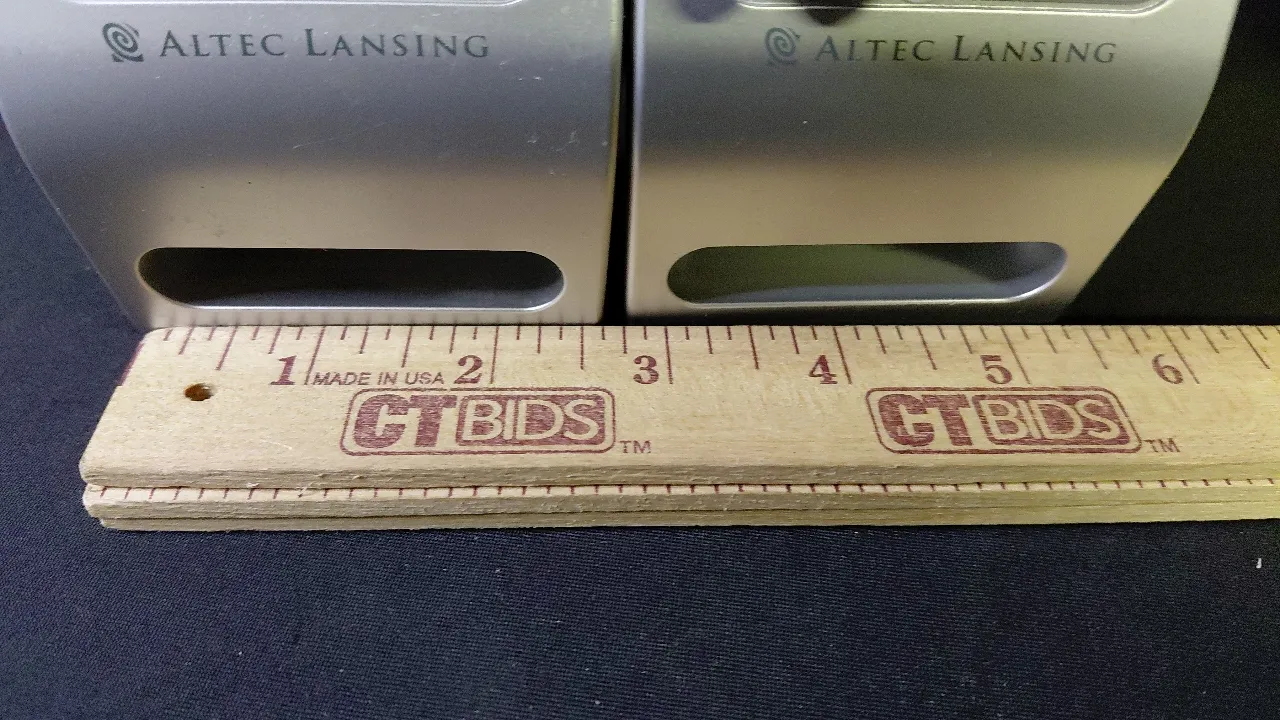 ALTEC LANSING
ALTEC LANSING
1 2 3 4 5 6
MADE IN USA
CTBIDS™
CTBIDS™